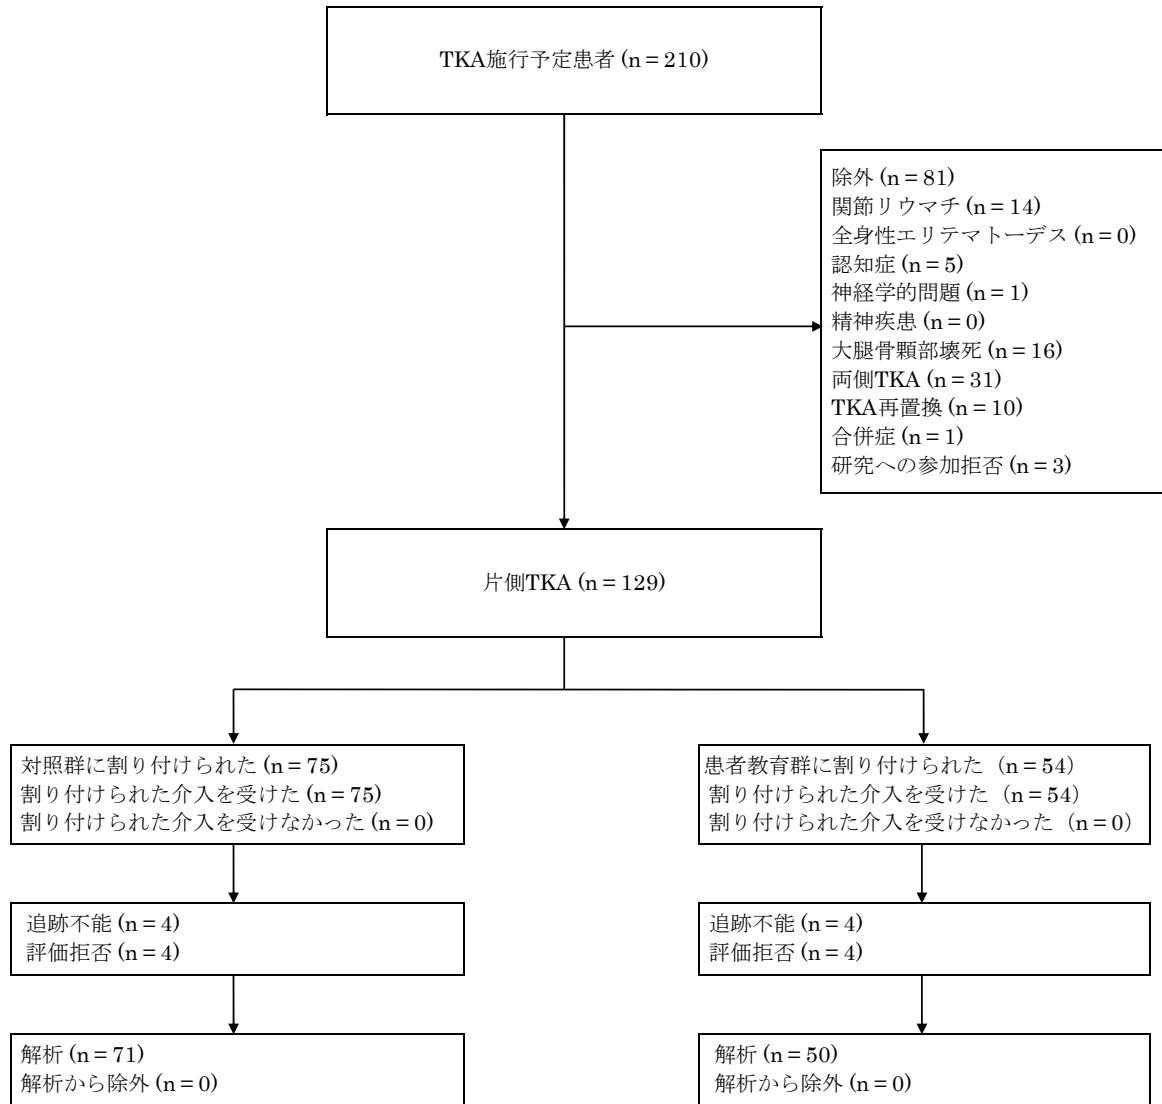 TKA施行予定患者 (n = 210)
除外 (n = 81)
関節リウマチ (n = 14)
全身性エリテマトーデス (n = 0)
認知症 (n = 5)
神経学的問題 (n = 1)
精神疾患 (n = 0)
大腿骨顆部壊死 (n = 16)
両側TKA (n = 31)
TKA再置換 (n = 10)
合併症 (n = 1)
研究への参加拒否 (n = 3)
片側TKA (n = 129)
対照群に割り付けられた (n = 75)
割り付けられた介入を受けた (n = 75)
割り付けられた介入を受けなかった (n = 0)
患者教育群に割り付けられた（n = 54）
割り付けられた介入を受けた（n = 54）
割り付けられた介入を受けなかった（n = 0）
追跡不能 (n = 4)
評価拒否 (n = 4)
追跡不能 (n = 4)
評価拒否 (n = 4)
解析 (n = 71)
解析から除外 (n = 0)
解析 (n = 50)
解析から除外 (n = 0)